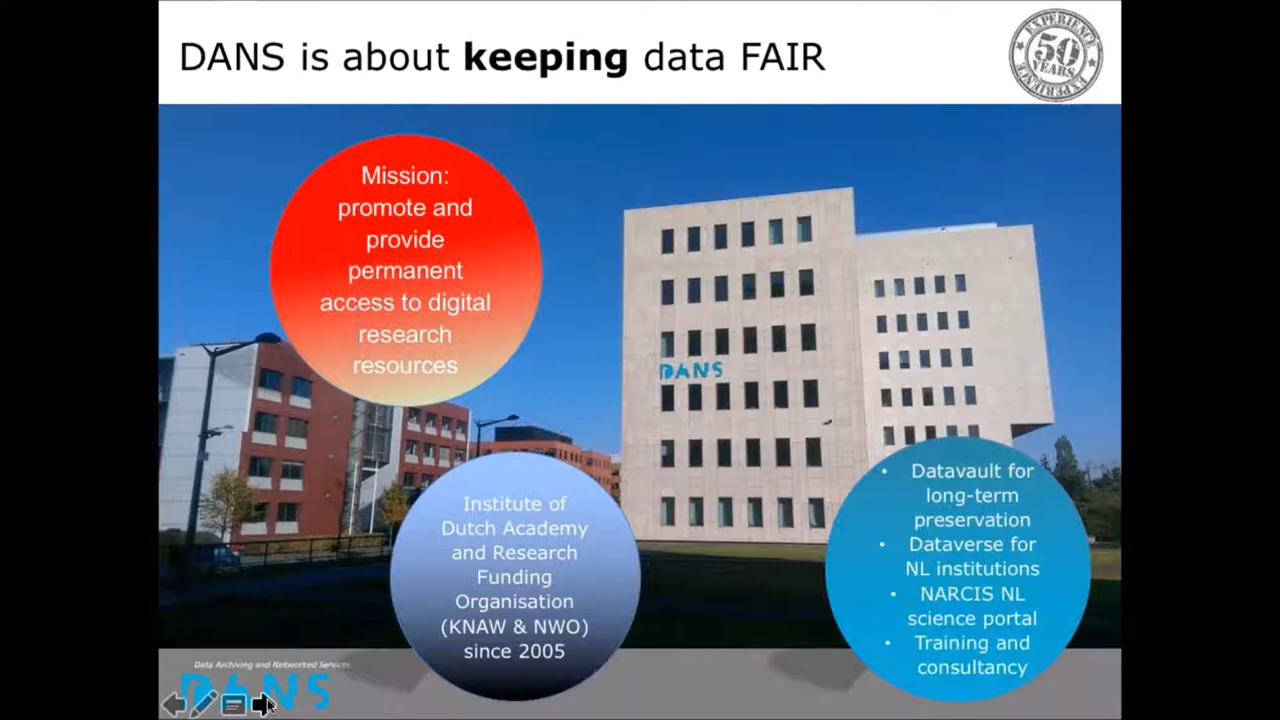 DANS is about keeping data FAIR
EXPERIENCE
50
YEARS
EXPERIENCE
Mission:
promote and
provide
permanent
access to digital
research
resources
DANS
Institute of
Dutch Academy
and Research
Funding
Organisation
(KNAW & NWO)
since 2005
• Datavault for
long-term
preservation
• Dataverse for
NL institutions
• NARCIS NL
science portal
• Training and
consultancy
Data Archiving and Networked Services
DANS